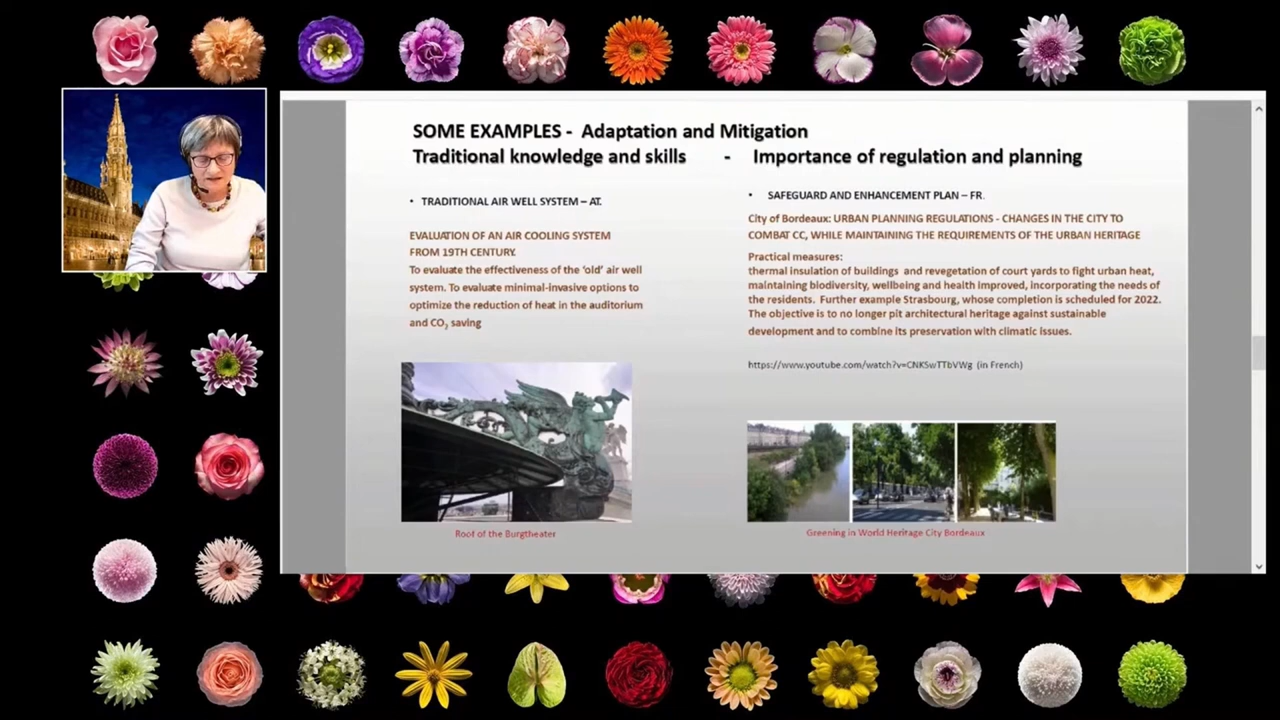 SOME EXAMPLES - Adaptation and Mitigation
Traditional knowledge and skills - Importance of regulation and planning
• TRADITIONAL AIR WELL SYSTEM – AT.
EVALUATION OF AN AIR COOLING SYSTEM
FROM 19TH CENTURY.
To evaluate the effectiveness of the 'old' air well
system. To evaluate minimal-invasive options to
optimize the reduction of heat in the auditorium
and CO₂ saving
Roof of the Burgtheater
• SAFEGUARD AND ENHANCEMENT PLAN – FR.
City of Bordeaux: URBAN PLANNING REGULATIONS - CHANGES IN THE CITY TO
COMBAT CC, WHILE MAINTAINING THE REQUIREMENTS OF THE URBAN HERITAGE
Practical measures:
thermal insulation of buildings and revegetation of court yards to fight urban heat,
maintaining biodiversity, wellbeing and health improved, incorporating the needs of
the residents. Further example Strasbourg, whose completion is scheduled for 2022.
The objective is to no longer pit architectural heritage against sustainable
development and to combine its preservation with climatic issues.
https://www.youtube.com/watch?v=CNKSwTTbVWg (in French)
Greening in World Heritage City Bordeaux